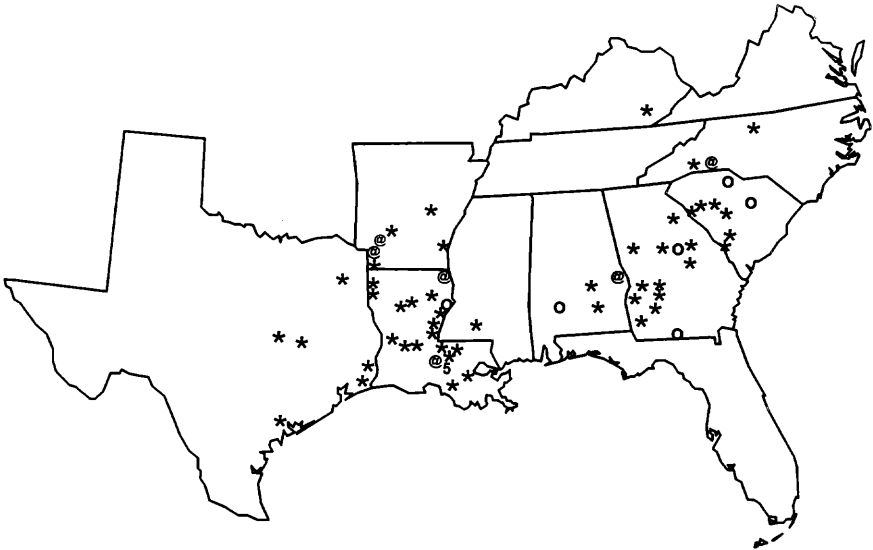 *
*
* @
O
* * * * * * O
* @ *
@ * * * O * *
* * *
* @ * @
* * * * *
* * * O * O * * *
* * * *
* * * O
* * * * * * *
* * @ 5
* * *
*